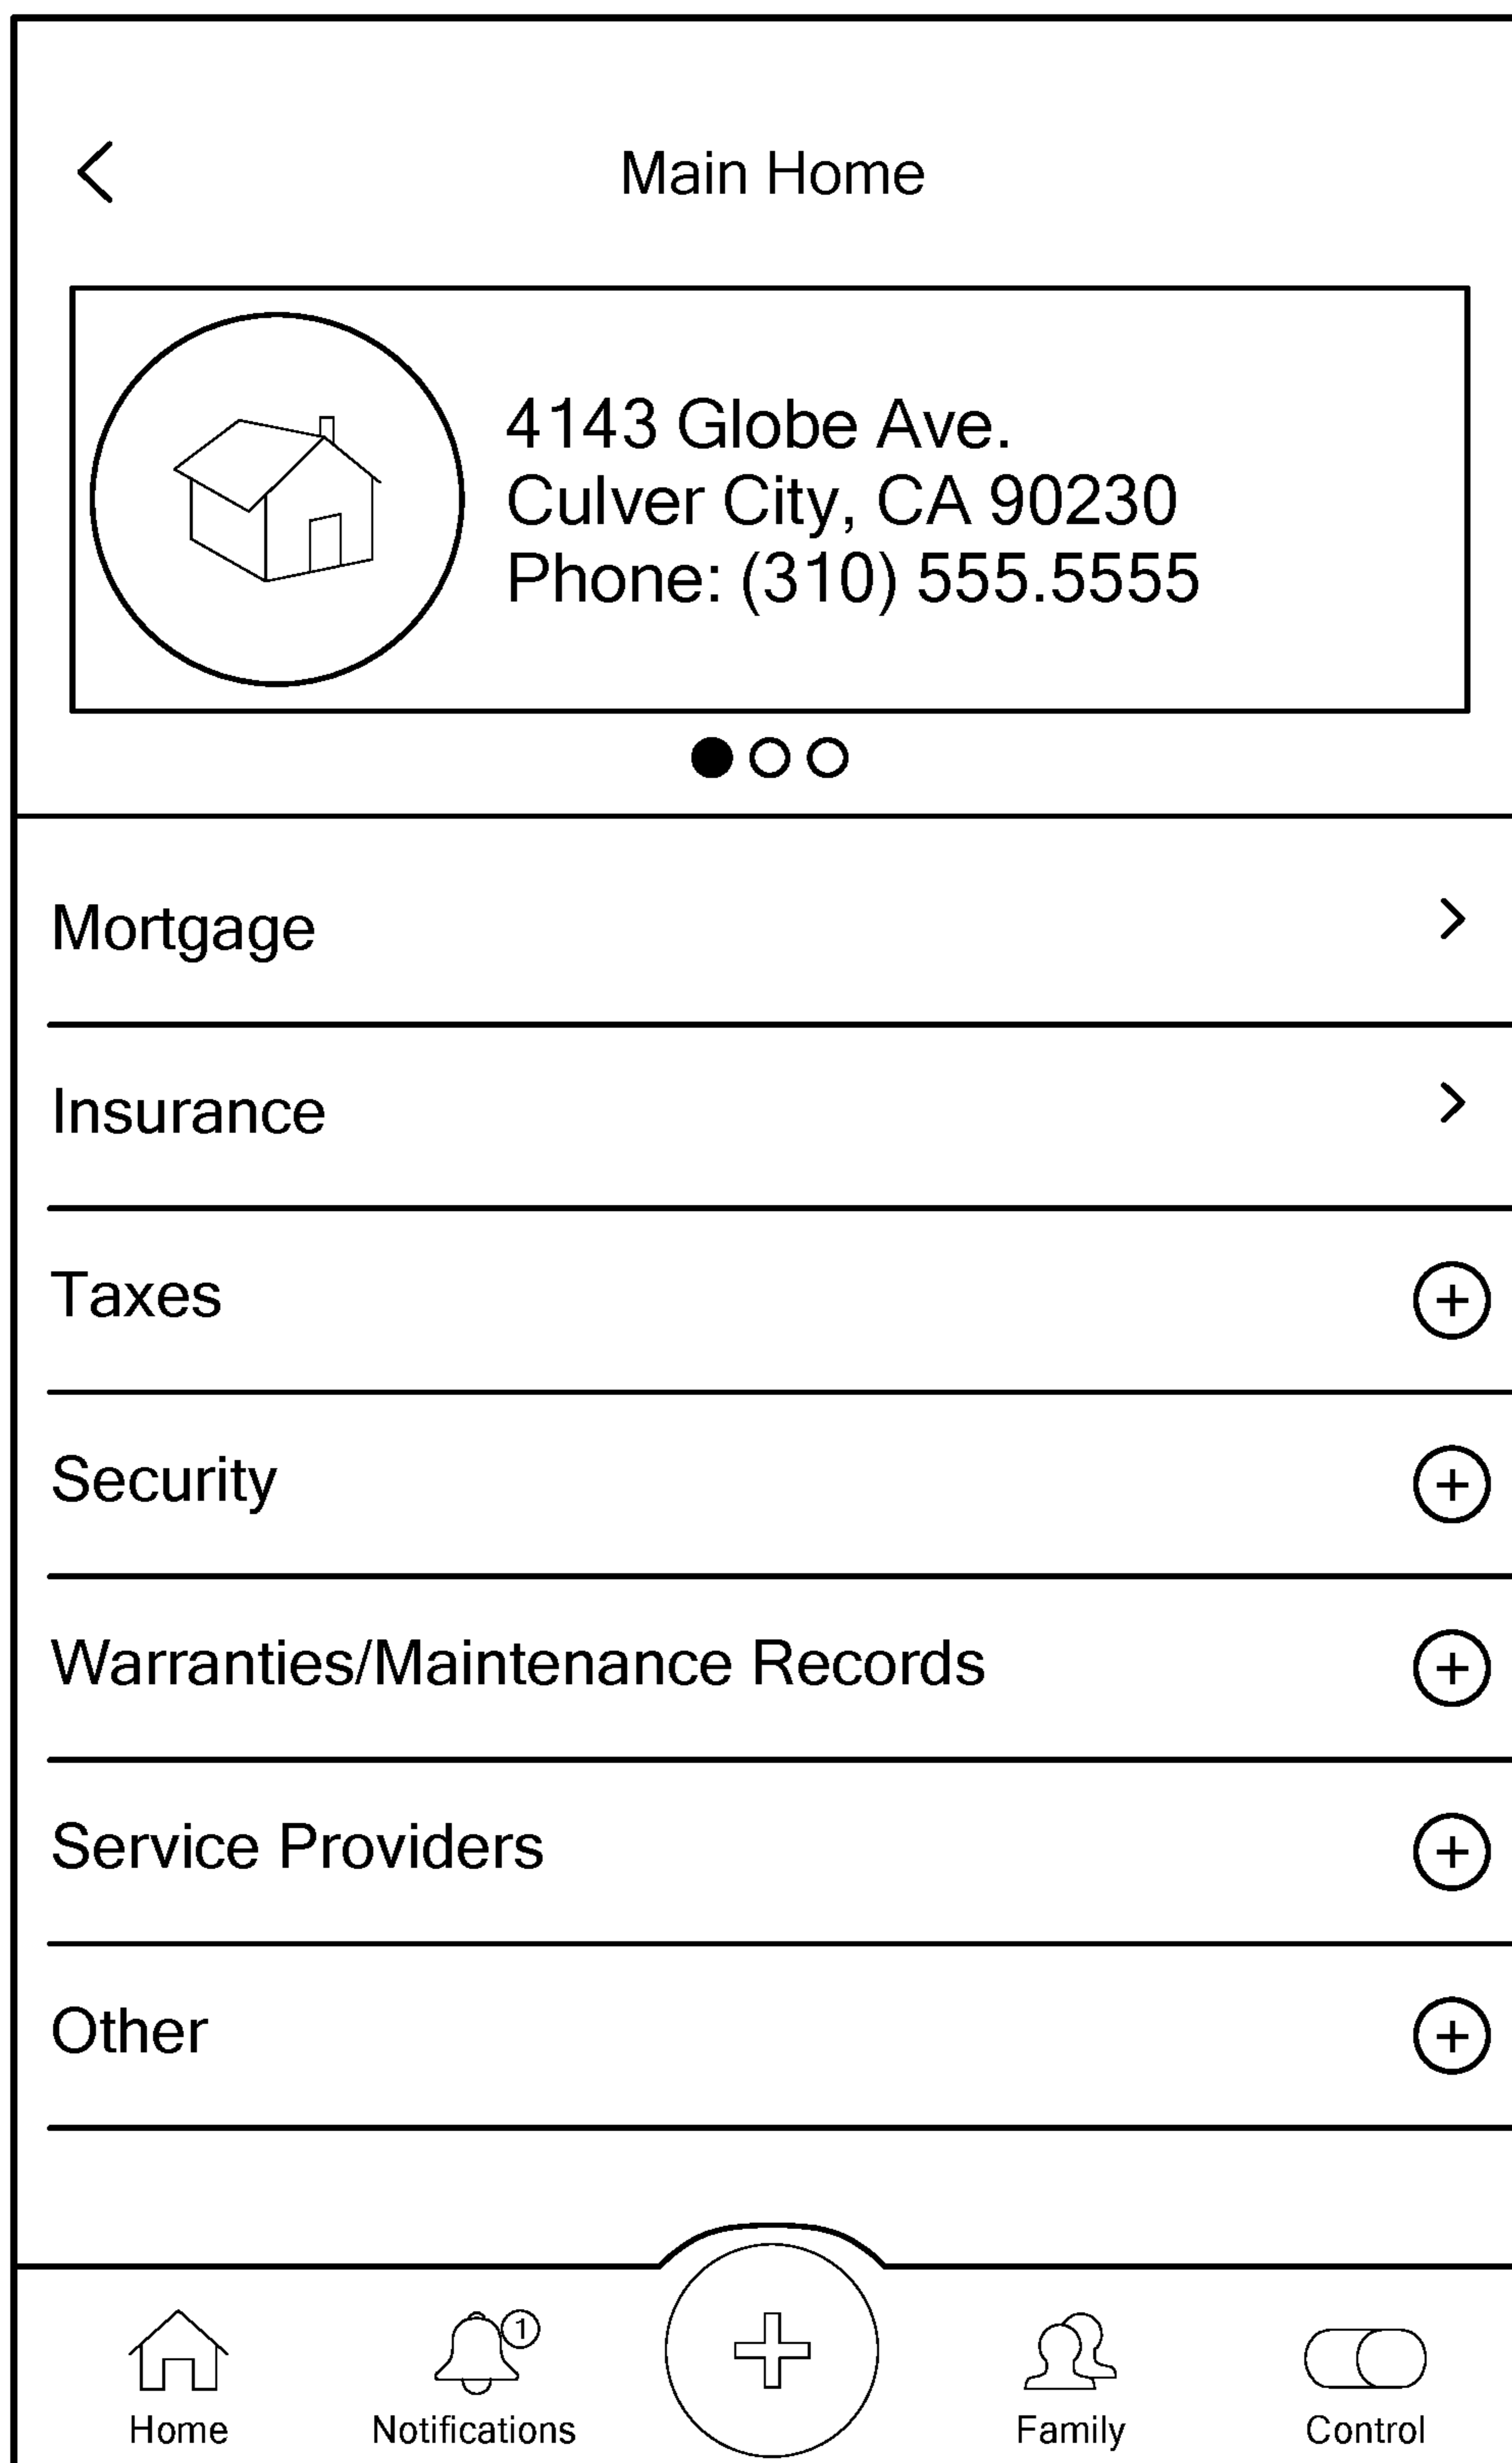 Main Home
4143 Globe Ave.
Culver City, CA 90230
Phone: (310) 555.5555
Mortgage
Insurance
Taxes
Security
Warranties/Maintenance Records
Service Providers
Other
1
Home
Notifications
Family
Control